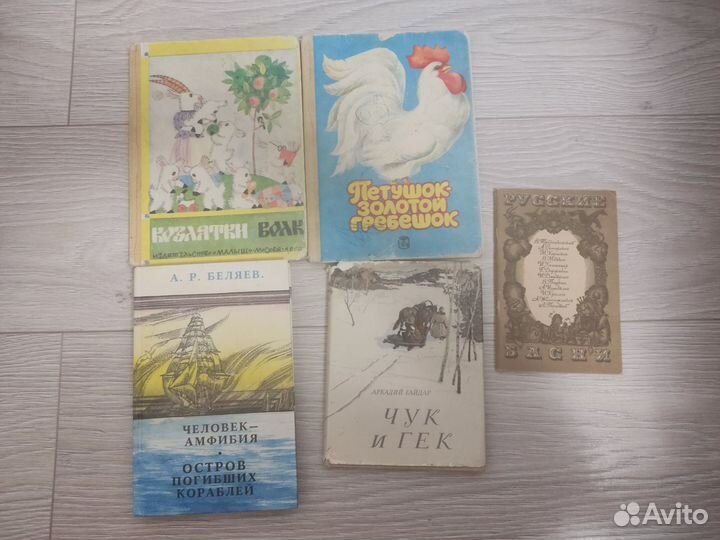 КОЗЛЯТКИ ВОЛК
ИЗДАТЕЛЬСТВО МАЛЫШ МОСКВА
ПЕТУШОК-
ЗОЛОТОЙ
ГРЕБЕШОК
РУССКИЕ
БАСНИ
А. Р. БЕЛЯЕВ.
ЧЕЛОВЕК—
АМФИБИЯ
ОСТРОВ
ПОГИБШИХ
КОРАБЛЕЙ
АРКАДИЙ ГАЙДАР
ЧУК
И ГЕК
Avito